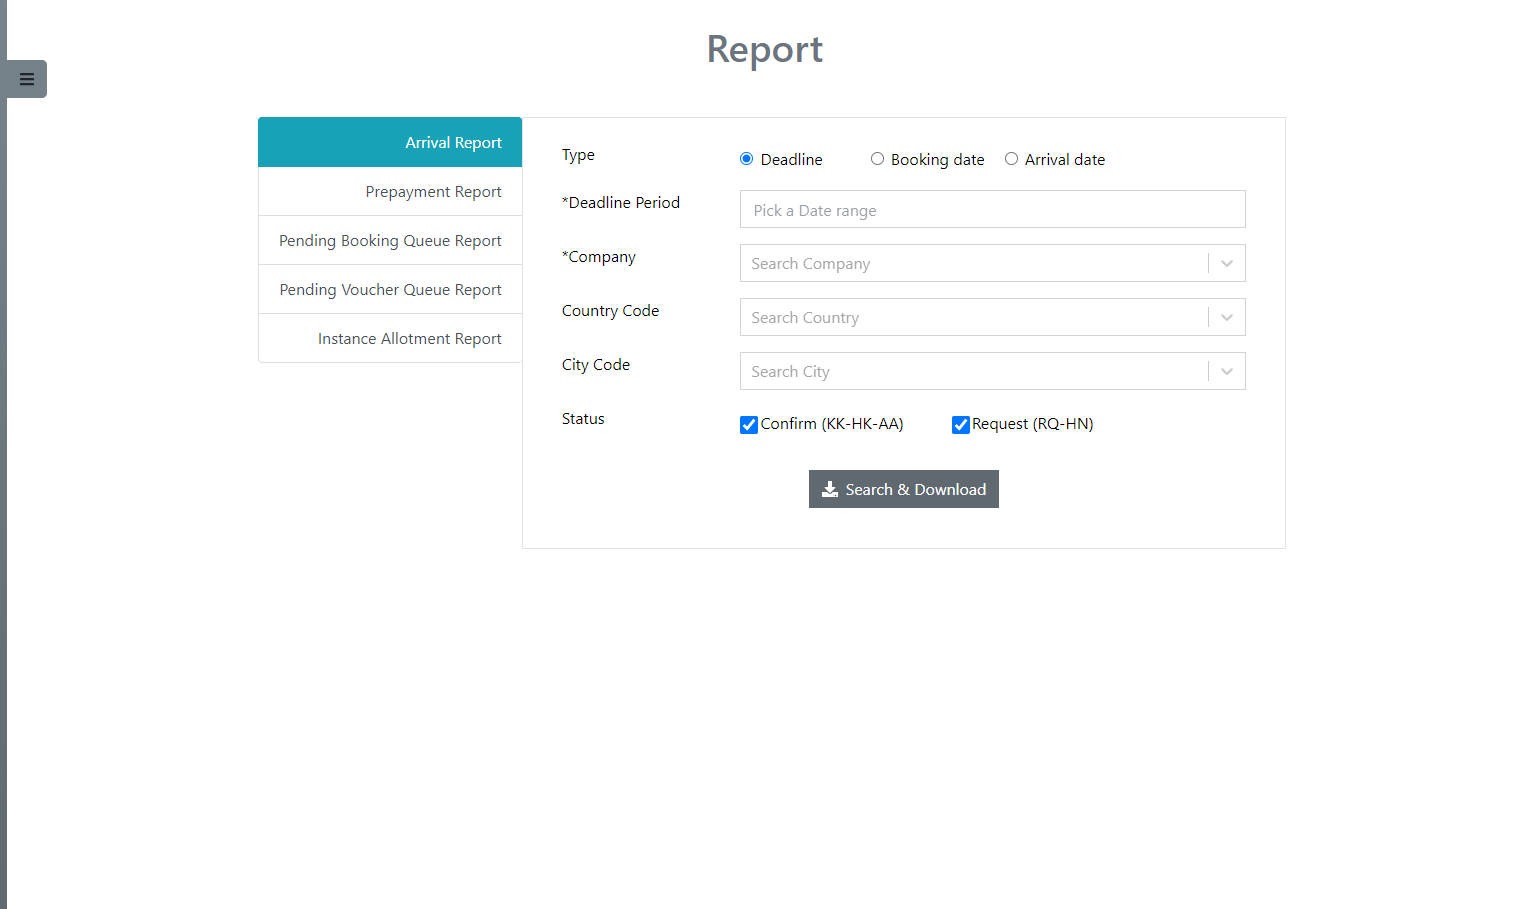 Report
Arrival Report
Prepayment Report
Pending Booking Queue Report
Pending Voucher Queue Report
Instance Allotment Report
Type
Deadline
Booking date
Arrival date
*Deadline Period
Pick a Date range
*Company
Search Company
Country Code
Search Country
City Code
Search City
Status
Confirm (KK-HK-AA)
Request (RQ-HN)
Search & Download